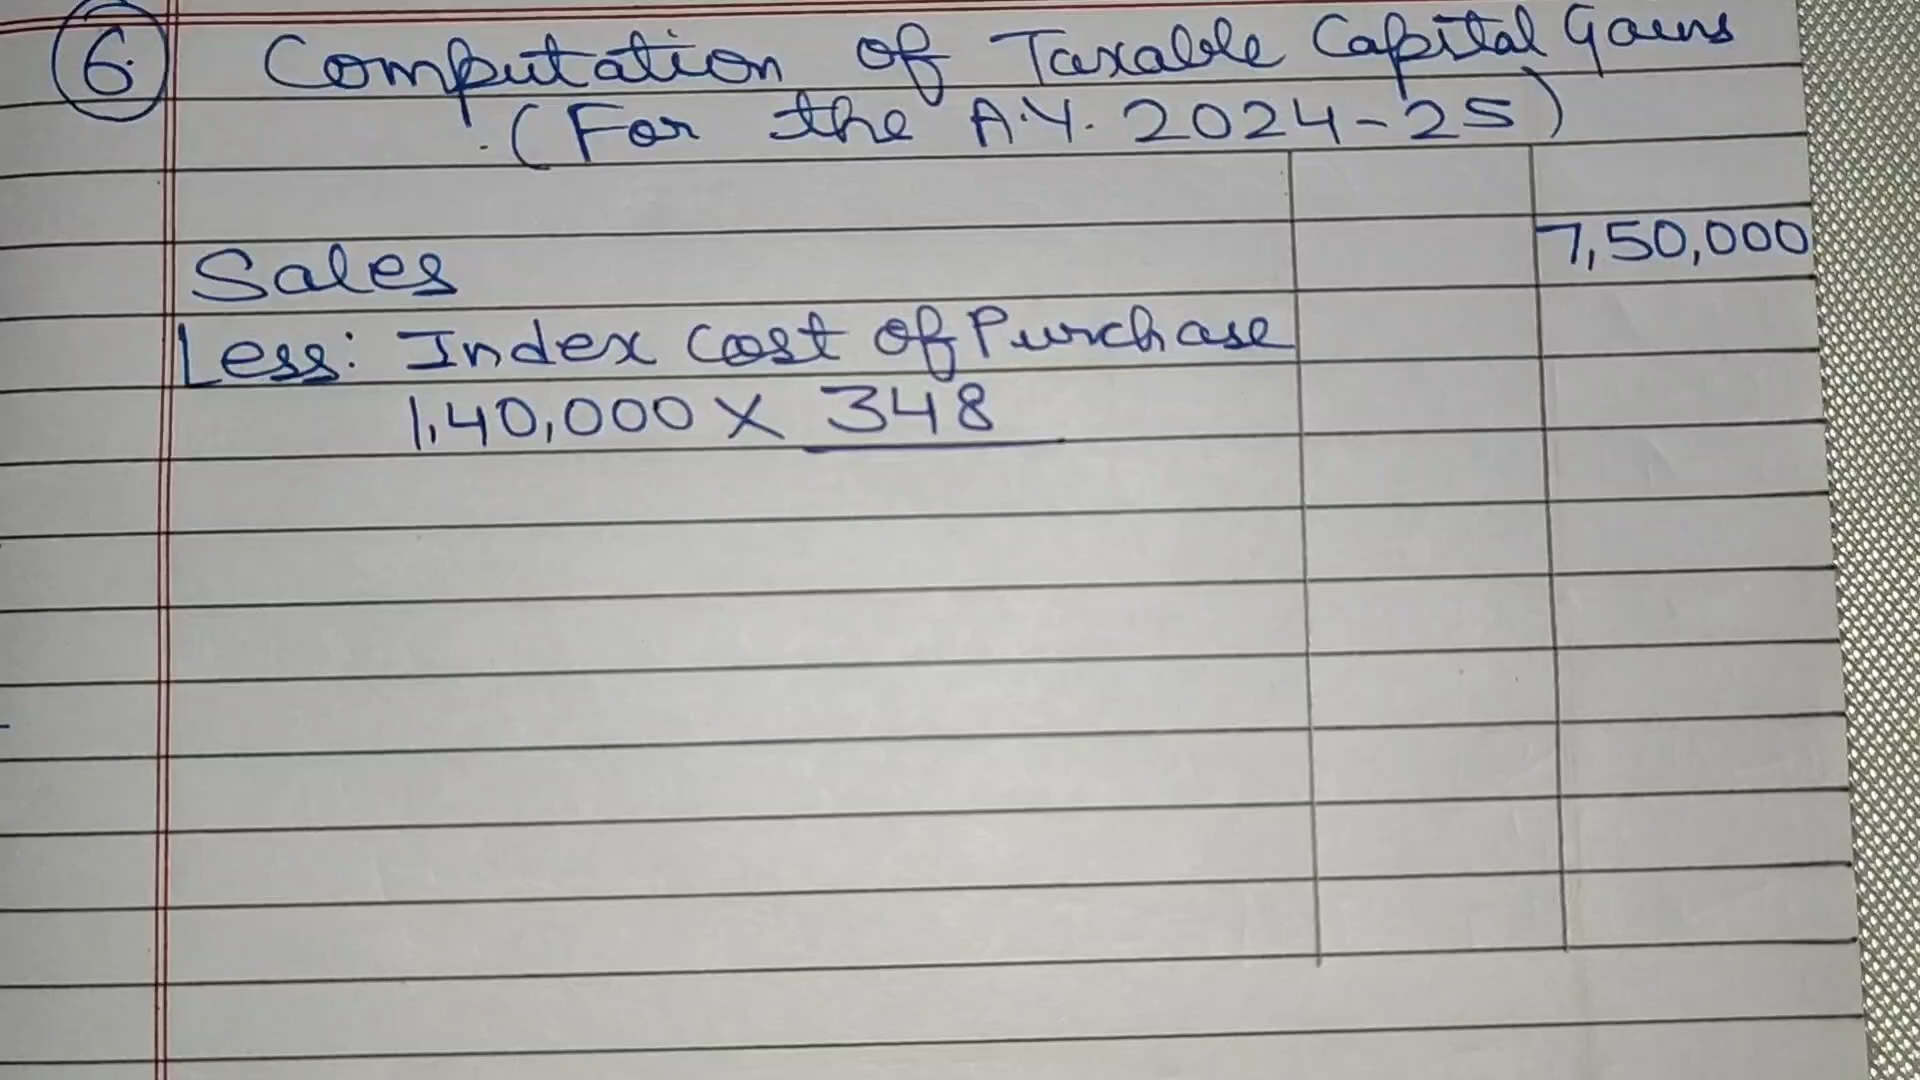 6.
Computation of Taxable Capital Gains
(For the A.Y. 2024-25)
Sales 7,50,000
Less: Index Cost of Purchase
1,40,000 X 348